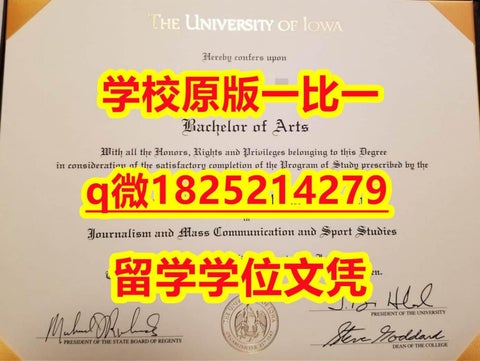 THE UNIVERSITY OF IOWA
Hereby confers upon
学校原版一比一
Bachelor of Arts
With all the Honors, Rights and Privileges belonging to this Degree
in consideration of the satisfactory completion of the Program of Study prescribed by the
q微1825214279
Journalism and Mass Communication and Sport Studies
留学学位文凭
PRESIDENT OF THE STATE BOARD OF REGENTS
PRESIDENT OF THE UNIVERSITY
Steve Goddard
DEAN OF THE COLLEGE